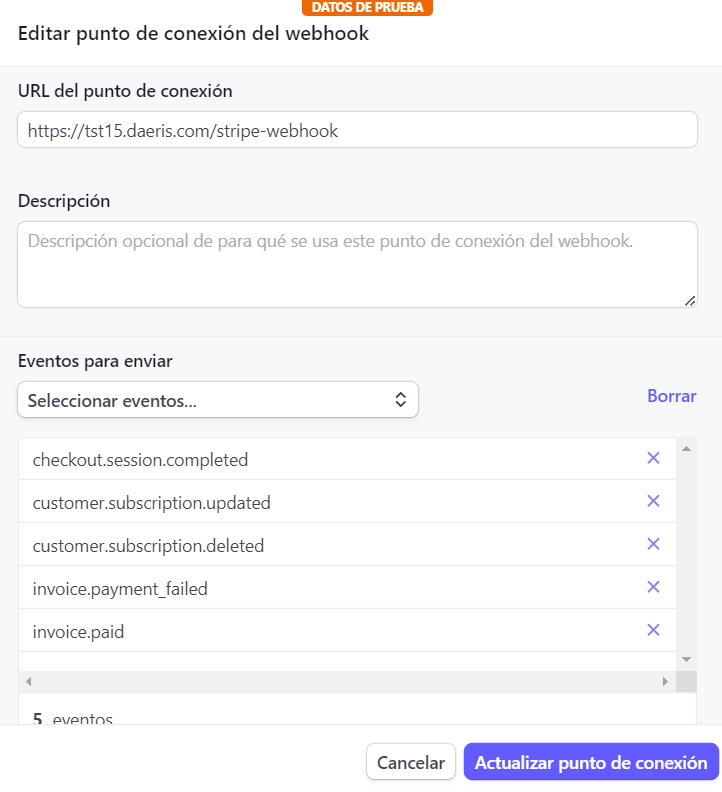 DATOS DE PRUEBA
Editar punto de conexión del webhook
URL del punto de conexión
https://tst15.daeris.com/stripe-webhook
Descripción
Descripción opcional de para qué se usa este punto de conexión del webhook.
Eventos para enviar
Seleccionar eventos...
Borrar
checkout.session.completed
customer.subscription.updated
customer.subscription.deleted
invoice.payment_failed
invoice.paid
5 eventos
Cancelar
Actualizar punto de conexión